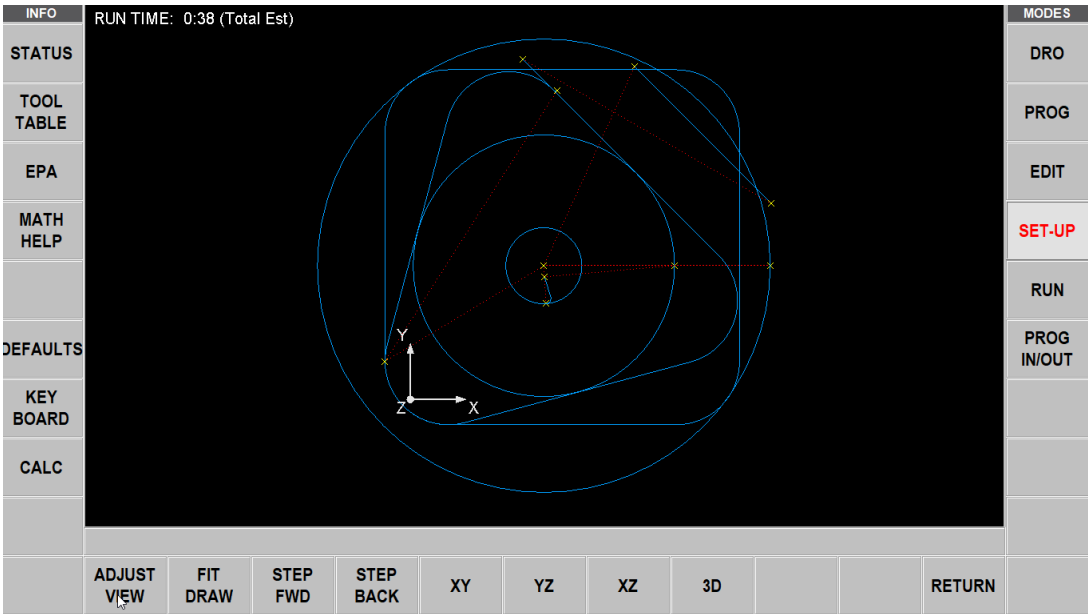 INFO
RUN TIME: 0:38 (Total Est)
MODES
STATUS
TOOL
TABLE
EPA
MATH
HELP
DEFAULTS
KEY
BOARD
CALC
Y
Z
X
DRO
PROG
EDIT
SET-UP
RUN
PROG
IN/OUT
ADJUST
VIEW
FIT
DRAW
STEP
FWD
STEP
BACK
XY
YZ
XZ
3D
RETURN